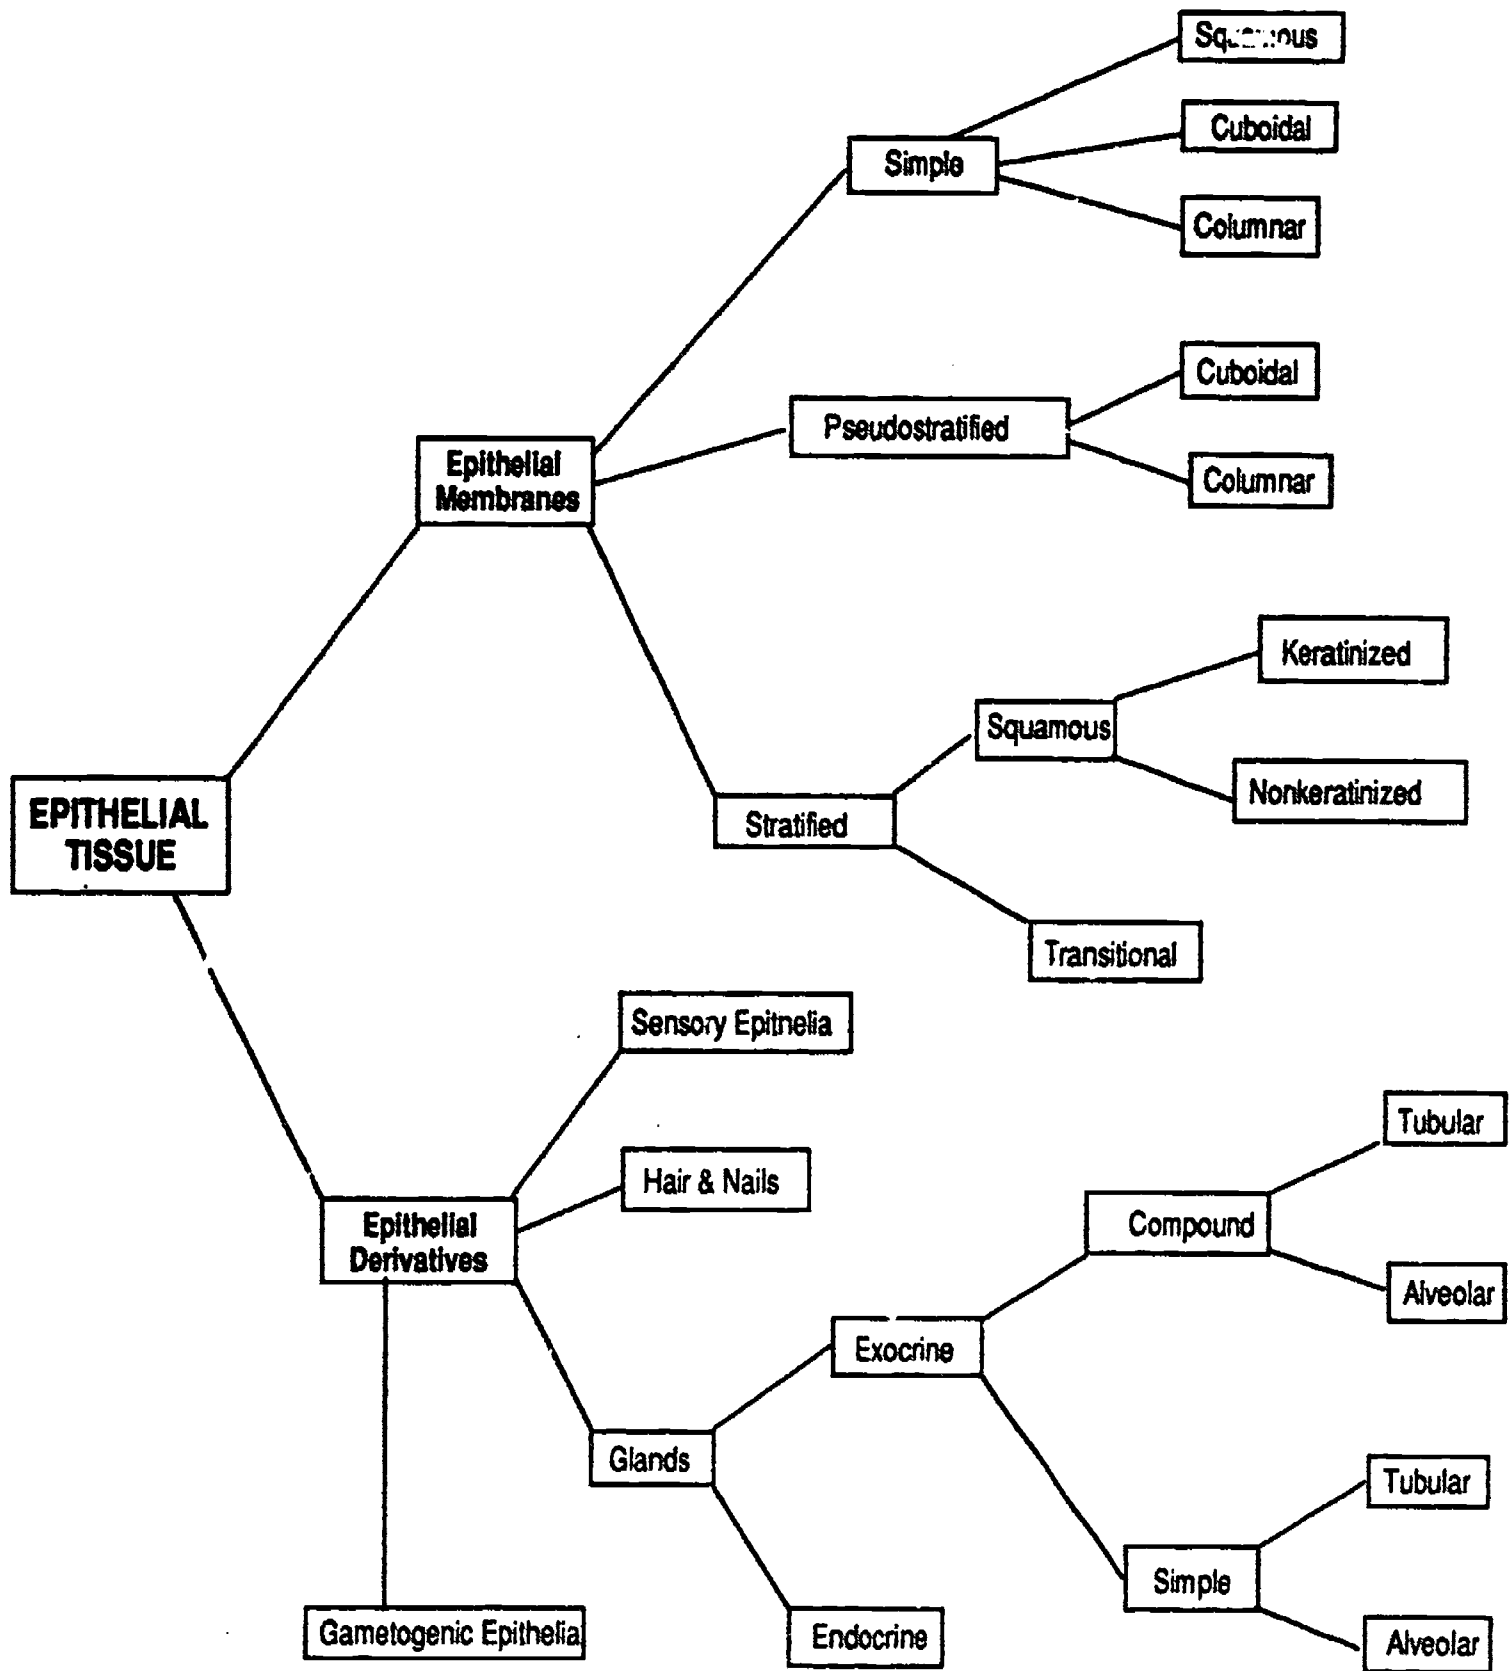 Simple
Cuboidal
Columnar
Pseudostratified
Cuboidal
Columnar
Epithelial
Membranes
Keratinized
Squamous
Nonkeratinized
Stratified
Transitional
EPITHELIAL
TISSUE
Sensory Epithelia
Hair & Nails
Epithelial
Derivatives
Tubular
Compound
Alveolar
Exocrine
Glands
Tubular
Simple
Alveolar
Gametogenic Epithelia
Endocrine